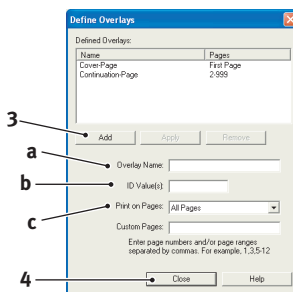 Define Overlays
Defined Overlays:
Name Pages
Cover-Page First Page
Continuation-Page 2-999
3
Add Apply Remove
a
Overlay Name:
b
ID Value(s):
c
Print on Pages: All Pages
Custom Pages:
Enter page numbers and/or page ranges
separated by commas. For example, 1,3,5-12
4
Close Help